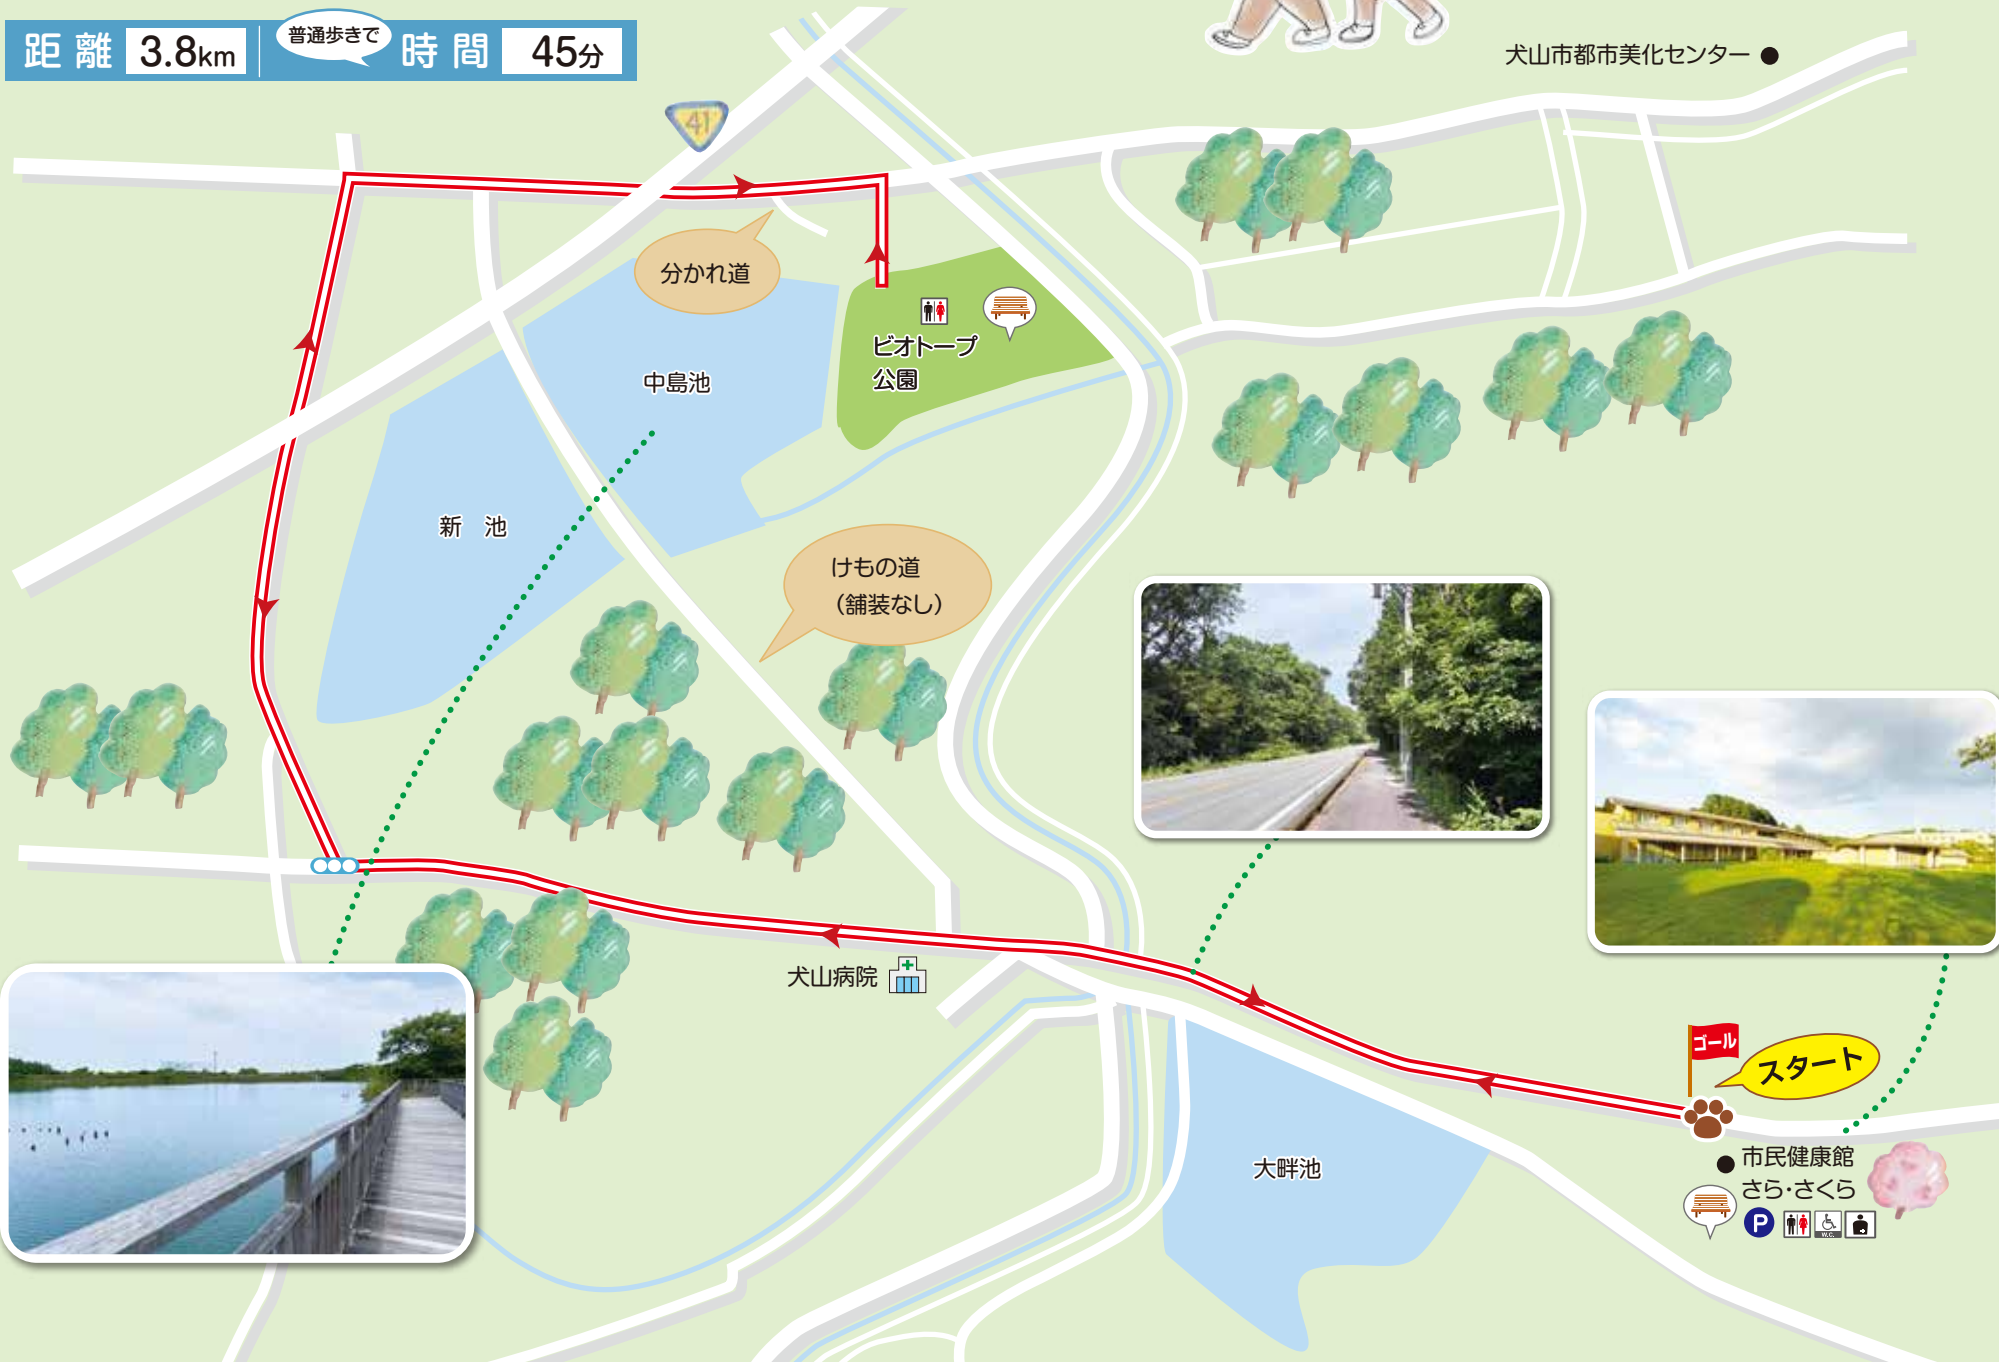 距離 3.8km 普通歩きで 時間 45分
犬山市都市美化センター
41
分かれ道
ビオトープ
公園
中島池
新 池
けもの道
（舗装なし）
犬山病院
ゴール
スタート
大畔池
市民健康館
さら・さくら
P
W.C.